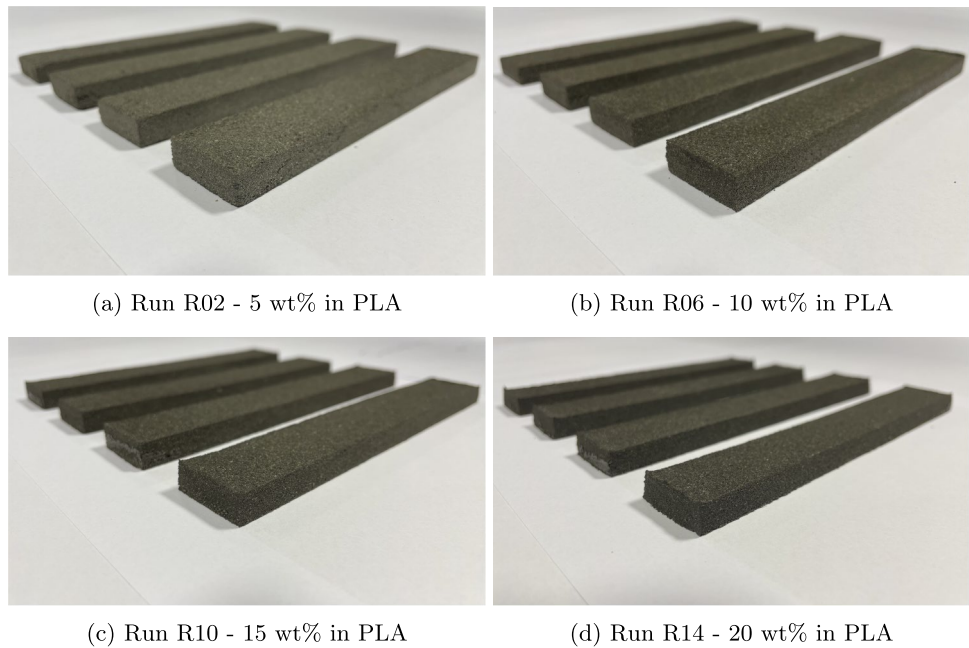 (a) Run R02 - 5 wt% in PLA
(b) Run R06 - 10 wt% in PLA
(c) Run R10 - 15 wt% in PLA
(d) Run R14 - 20 wt% in PLA